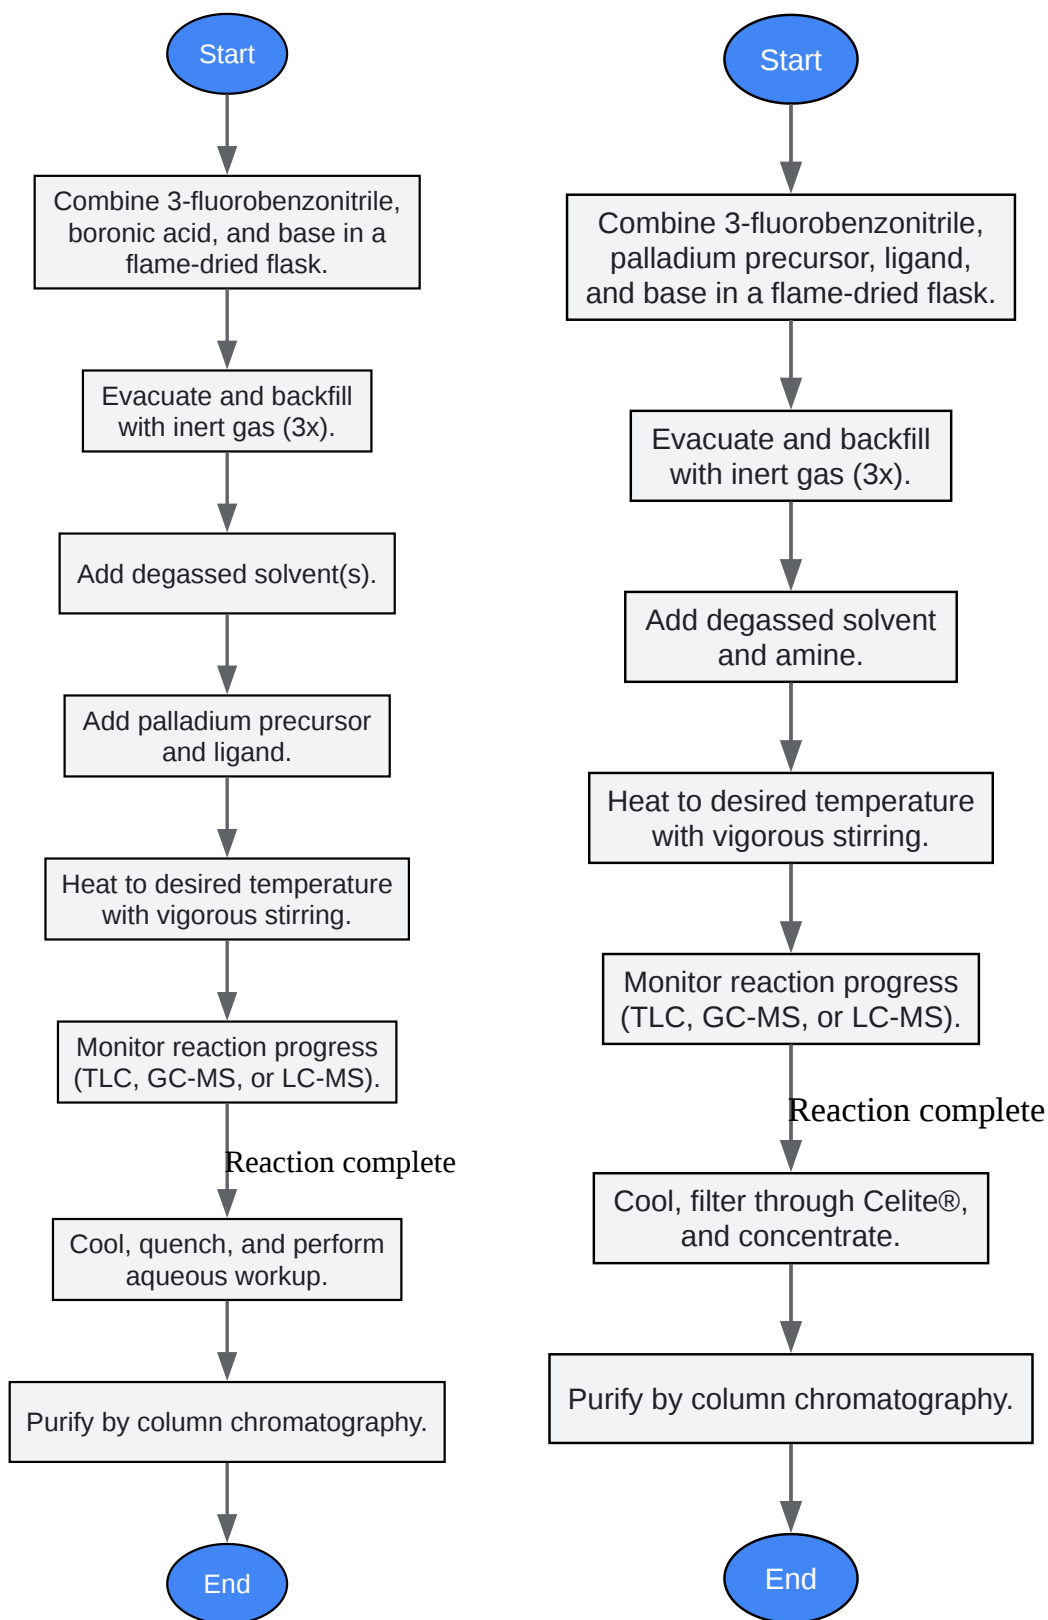 Start
Combine 3-fluorobenzonitrile,
boronic acid, and base in a
flame-dried flask.
Evacuate and backfill
with inert gas (3x).
Add degassed solvent(s).
Add palladium precursor
and ligand.
Heat to desired temperature
with vigorous stirring.
Monitor reaction progress
(TLC, GC-MS, or LC-MS).
Reaction complete
Cool, quench, and perform
aqueous workup.
Purify by column chromatography.
End
Start
Combine 3-fluorobenzonitrile,
palladium precursor, ligand,
and base in a flame-dried flask.
Evacuate and backfill
with inert gas (3x).
Add degassed solvent
and amine.
Heat to desired temperature
with vigorous stirring.
Monitor reaction progress
(TLC, GC-MS, or LC-MS).
Reaction complete
Cool, filter through Celite®,
and concentrate.
Purify by column chromatography.
End